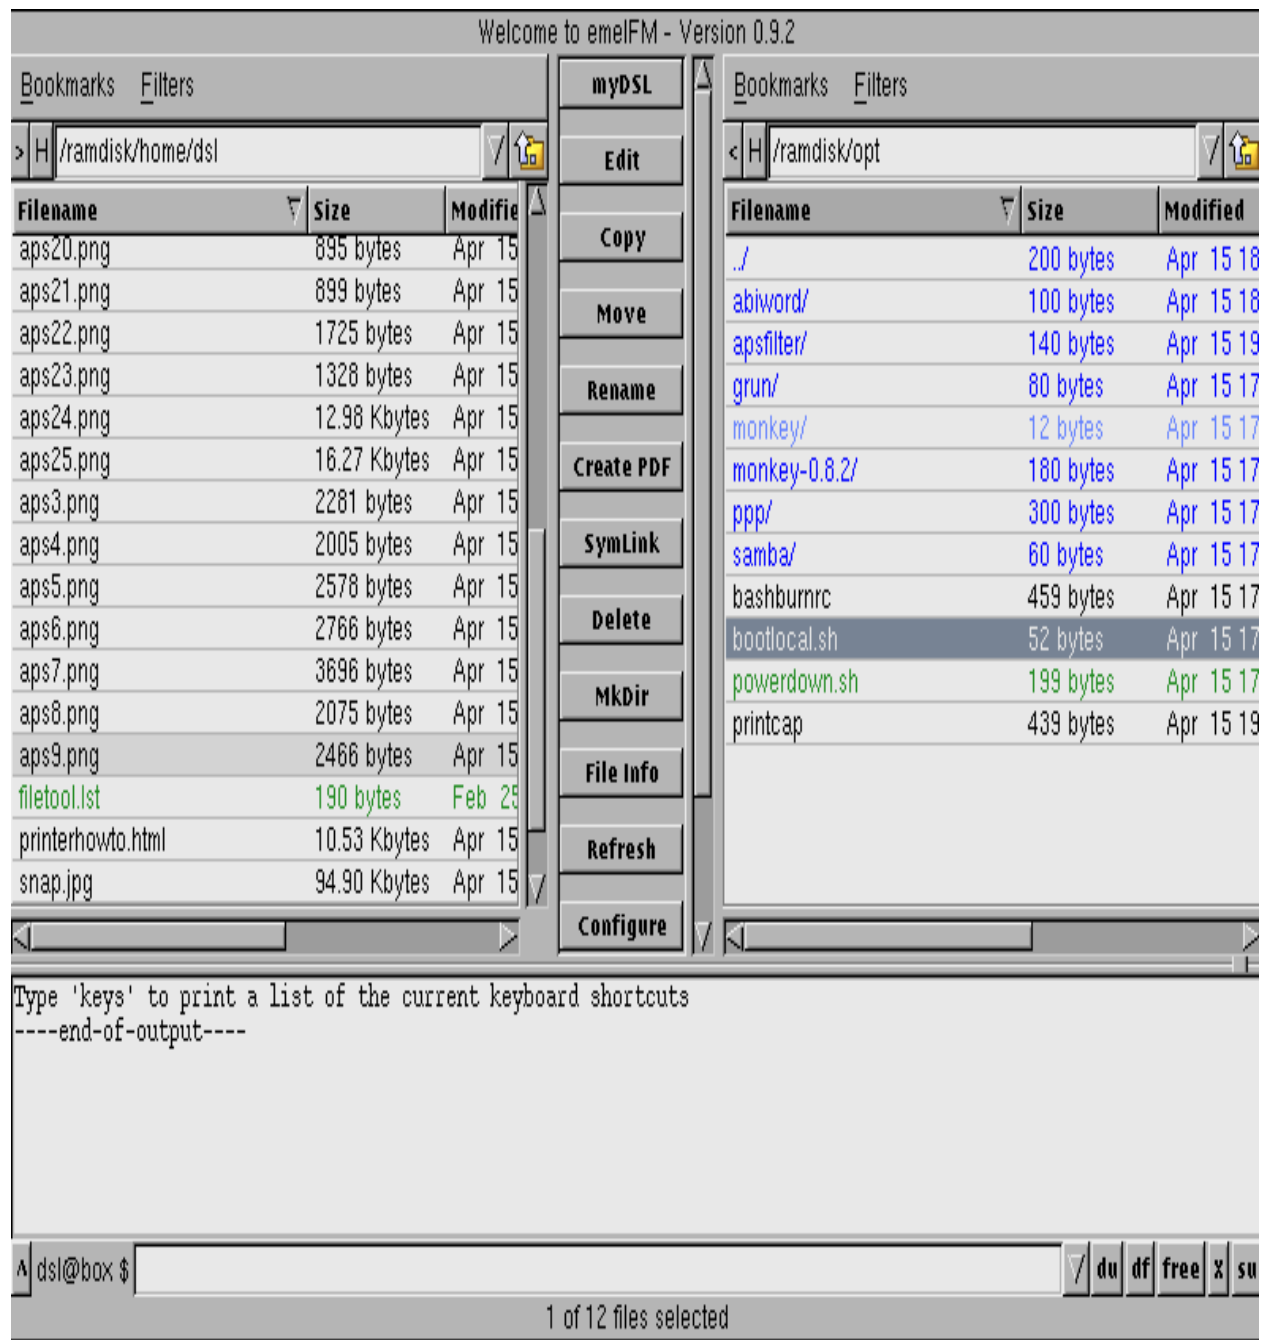 Welcome to emelFM - Version 0.9.2
Bookmarks Filters
> H /ramdisk/home/dsl
Filename Size Modifie
aps20.png 895 bytes Apr 15
aps21.png 899 bytes Apr 15
aps22.png 1725 bytes Apr 15
aps23.png 1328 bytes Apr 15
aps24.png 12.98 Kbytes Apr 15
aps25.png 16.27 Kbytes Apr 15
aps3.png 2281 bytes Apr 15
aps4.png 2005 bytes Apr 15
aps5.png 2578 bytes Apr 15
aps6.png 2766 bytes Apr 15
aps7.png 3696 bytes Apr 15
aps8.png 2075 bytes Apr 15
aps9.png 2466 bytes Apr 15
filetool.lst 190 bytes Feb 25
printerhowto.html 10.53 Kbytes Apr 15
snap.jpg 94.90 Kbytes Apr 15
myDSL
Edit
Copy
Move
Rename
Create PDF
SymLink
Delete
MkDir
File Info
Refresh
Configure
Bookmarks Filters
< H /ramdisk/opt
Filename Size Modified
../ 200 bytes Apr 15 18
abiword/ 100 bytes Apr 15 18
apsfilter/ 140 bytes Apr 15 19
grun/ 80 bytes Apr 15 17
monkey/ 12 bytes Apr 15 17
monkey-0.8.2/ 180 bytes Apr 15 17
ppp/ 300 bytes Apr 15 17
samba/ 60 bytes Apr 15 17
bashburnrc 459 bytes Apr 15 17
bootlocal.sh 52 bytes Apr 15 17
powerdown.sh 199 bytes Apr 15 17
printcap 439 bytes Apr 15 19
Type 'keys' to print a list of the current keyboard shortcuts
----end-of-output----
Λ dsl@box $ du df free X su
1 of 12 files selected